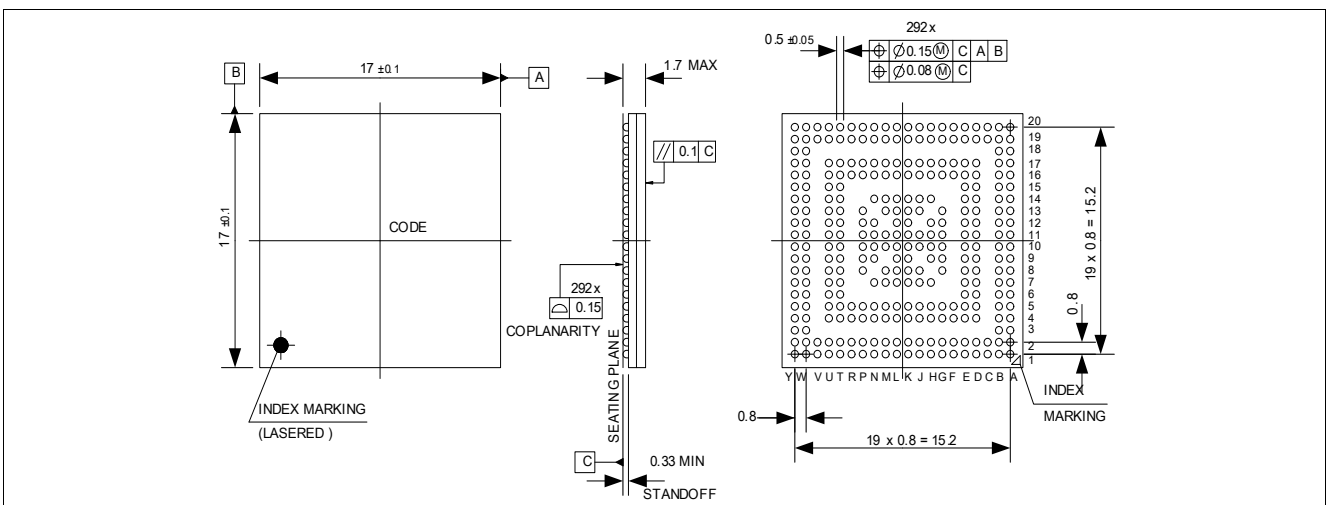 B
17 ±0.1
A
17 ±0.1
CODE
INDEX MARKING
(LASERED )
1.7 MAX
// 0.1 C
292 x
⌓ 0.15
COPLANARITY
SEATING PLANE
C
0.33 MIN
STANDOFF
0.5 ±0.05
292 x
⌖ ∅0.15 Ⓜ C A B
⌖ ∅0.08 Ⓜ C
20
19
18
17
16
15
14
13
12
11
10
9
8
7
6
5
4
3
2
1
19 x 0.8 = 15.2
0.8
Y W V U T R P N M L K J H G F E D C B A
INDEX
MARKING
0.8
19 x 0.8 = 15.2